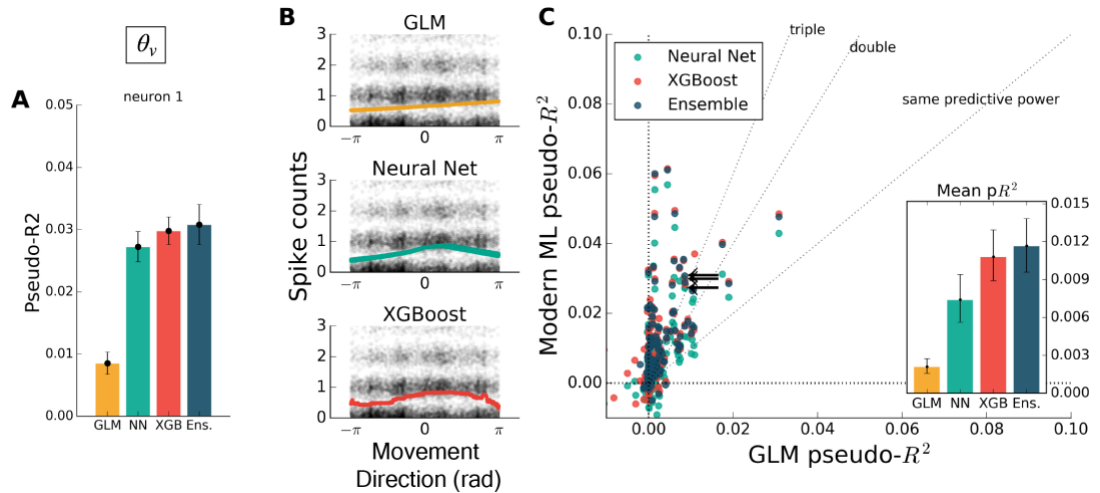 θv
A
neuron 1
Pseudo-R2
0.05
0.04
0.03
0.02
0.01
0.00
GLM NN XGB Ens.
B
GLM
3
2
1
0
−π 0 π
Neural Net
3
2
1
0
−π 0 π
XGBoost
3
2
1
0
−π 0 π
Spike counts
Movement
Direction (rad)
C
Modern ML pseudo-R²
0.10
0.08
0.06
0.04
0.02
0.00
0.00 0.02 0.04 0.06 0.08 0.10
GLM pseudo-R²
Neural Net
XGBoost
Ensemble
triple
double
same predictive power
Mean pR²
0.015
0.012
0.009
0.006
0.003
0.000
GLM NN XGB Ens.